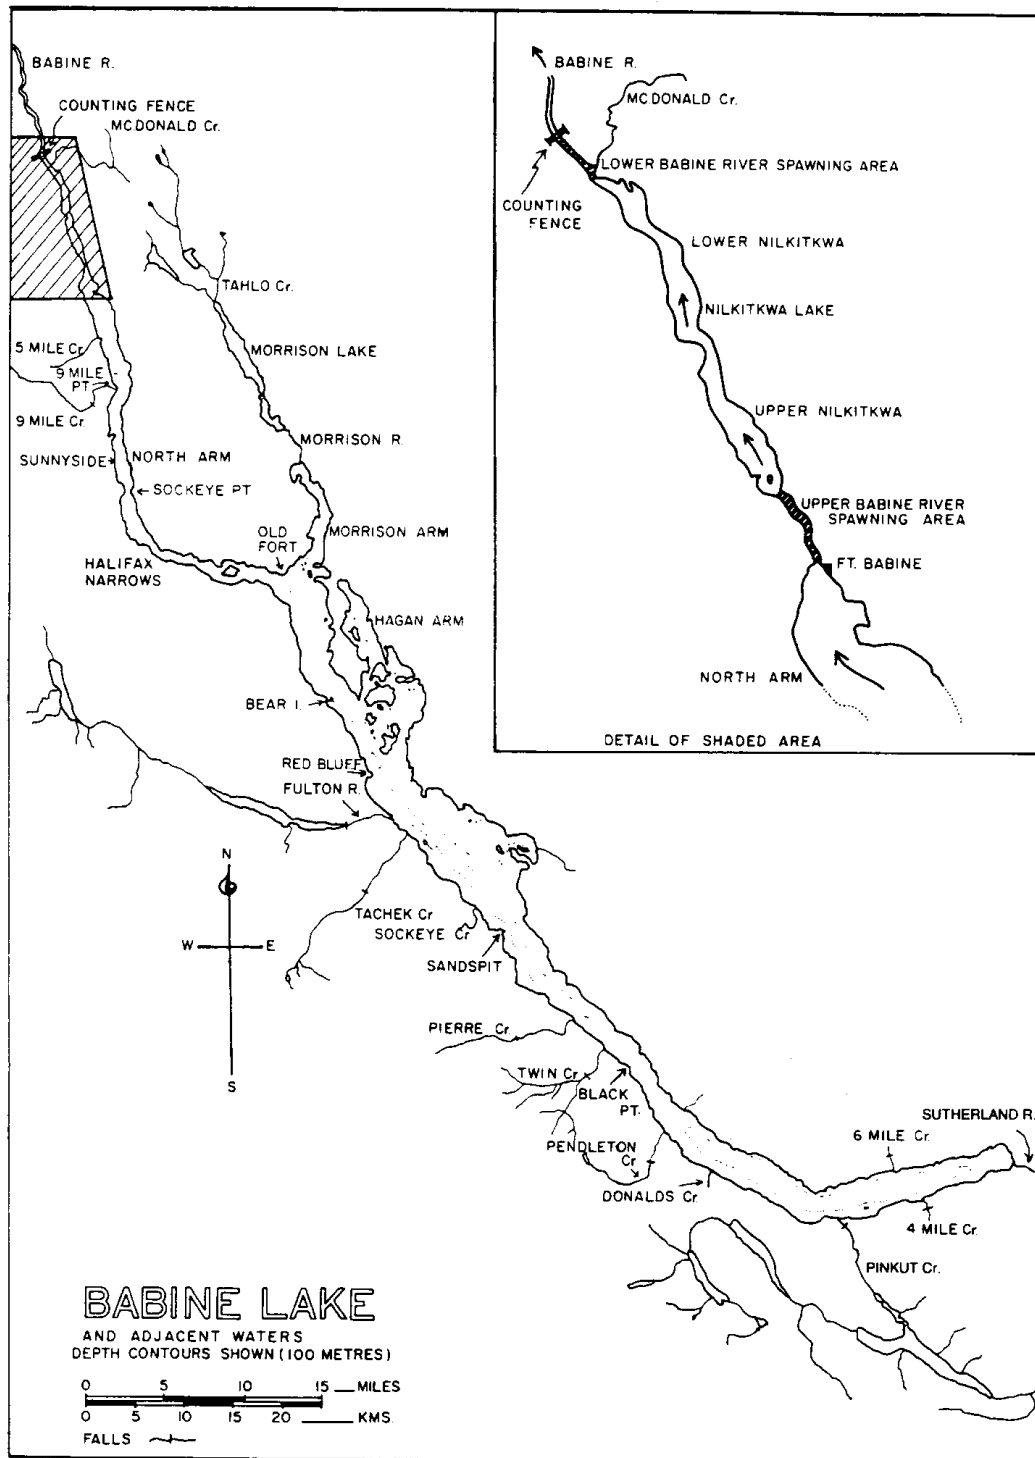 BABINE R.
COUNTING FENCE
MCDONALD Cr.
TAHLO Cr.
5 MILE Cr.
9 MILE
PT.
9 MILE Cr.
MORRISON LAKE
SUNNYSIDE
NORTH ARM
MORRISON R.
SOCKEYE PT
OLD
FORT
MORRISON ARM
HALIFAX
NARROWS
HAGAN ARM
BEAR I.
RED BLUFF
FULTON R.
TACHEK Cr
SOCKEYE Cr
SANDSPIT
N
W
E
S
PIERRE Cr.
TWIN Cr
BLACK
PT.
PENDLETON
Cr
DONALDS Cr.
6 MILE Cr.
SUTHERLAND R.
4 MILE Cr.
PINKUT Cr.
BABINE R.
MCDONALD Cr.
LOWER BABINE RIVER SPAWNING AREA
COUNTING
FENCE
LOWER NILKITKWA
NILKITKWA LAKE
UPPER NILKITKWA
UPPER BABINE RIVER
SPAWNING AREA
FT. BABINE
NORTH ARM
DETAIL OF SHADED AREA
BABINE LAKE
AND ADJACENT WATERS
DEPTH CONTOURS SHOWN (100 METRES)
0 5 10 15 MILES
0 5 10 15 20 KMS.
FALLS